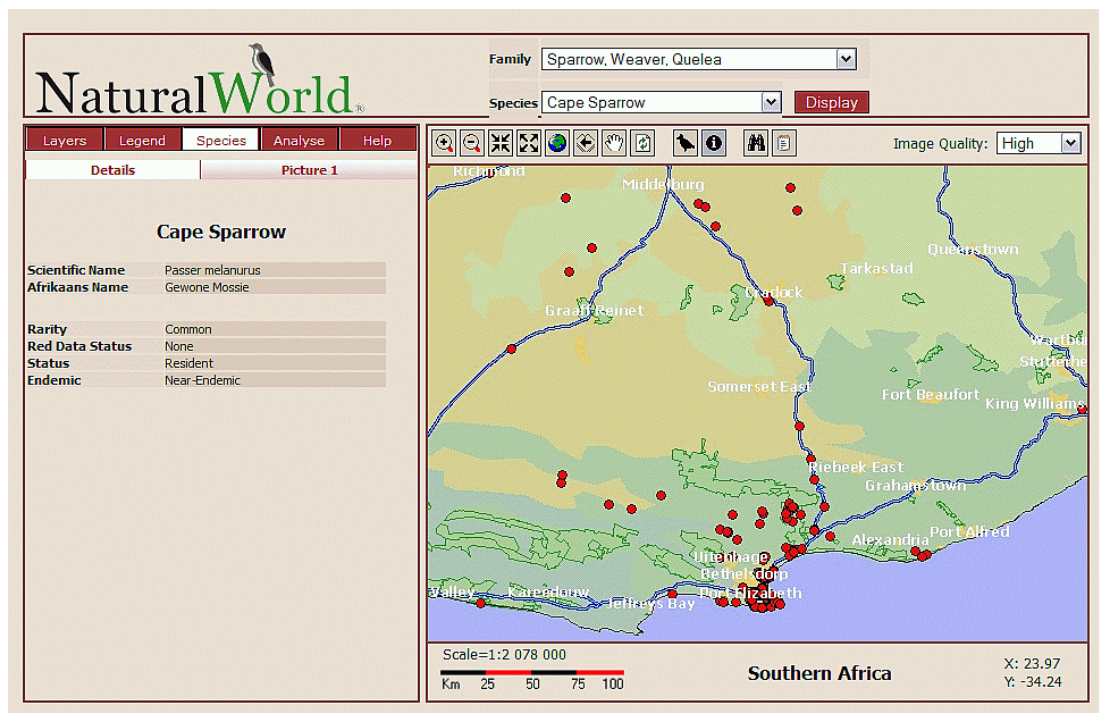 NaturalWorld®
Family Sparrow, Weaver, Quelea
Species Cape Sparrow Display
Layers Legend Species Analyse Help
Details Picture 1
Cape Sparrow
Scientific Name Passer melanurus
Afrikaans Name Gewone Mossie
Rarity Common
Red Data Status None
Status Resident
Endemic Near-Endemic
Image Quality: High
Richmond
Middelburg
Queenstown
Tarkastad
Cradock
Graaff-Reinet
Somerset East
Fort Beaufort
King Williams
Riebeek East
Grahamstown
Port Alfred
Alexandria
Uitenhage
Bethelsdorp
Port Elizabeth
Valley
Kareedouw
Jeffreys Bay
Scale=1:2 078 000
Km 25 50 75 100
Southern Africa
X: 23.97
Y: -34.24